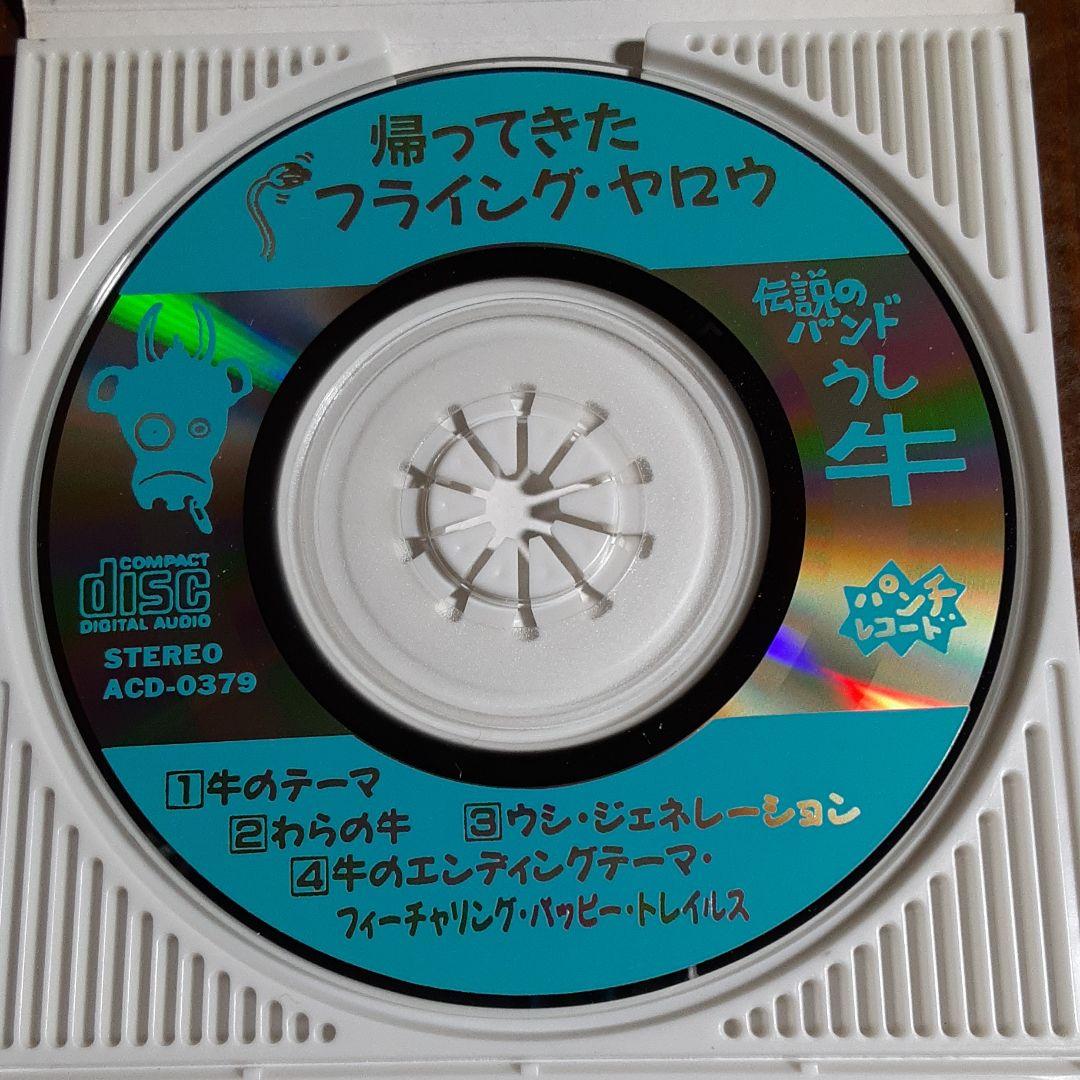 帰ってきた
フライング・ヤロウ
伝説の
バンド
うし
牛
COMPACT
disc
DIGITAL AUDIO
STEREO
ACD-0379
パンチ
レコード
1牛のテーマ
2わらの牛 3ウシ・ジェネレーション
4牛のエンディングテーマ・
フィーチャリング・ハッピー・トレイルス